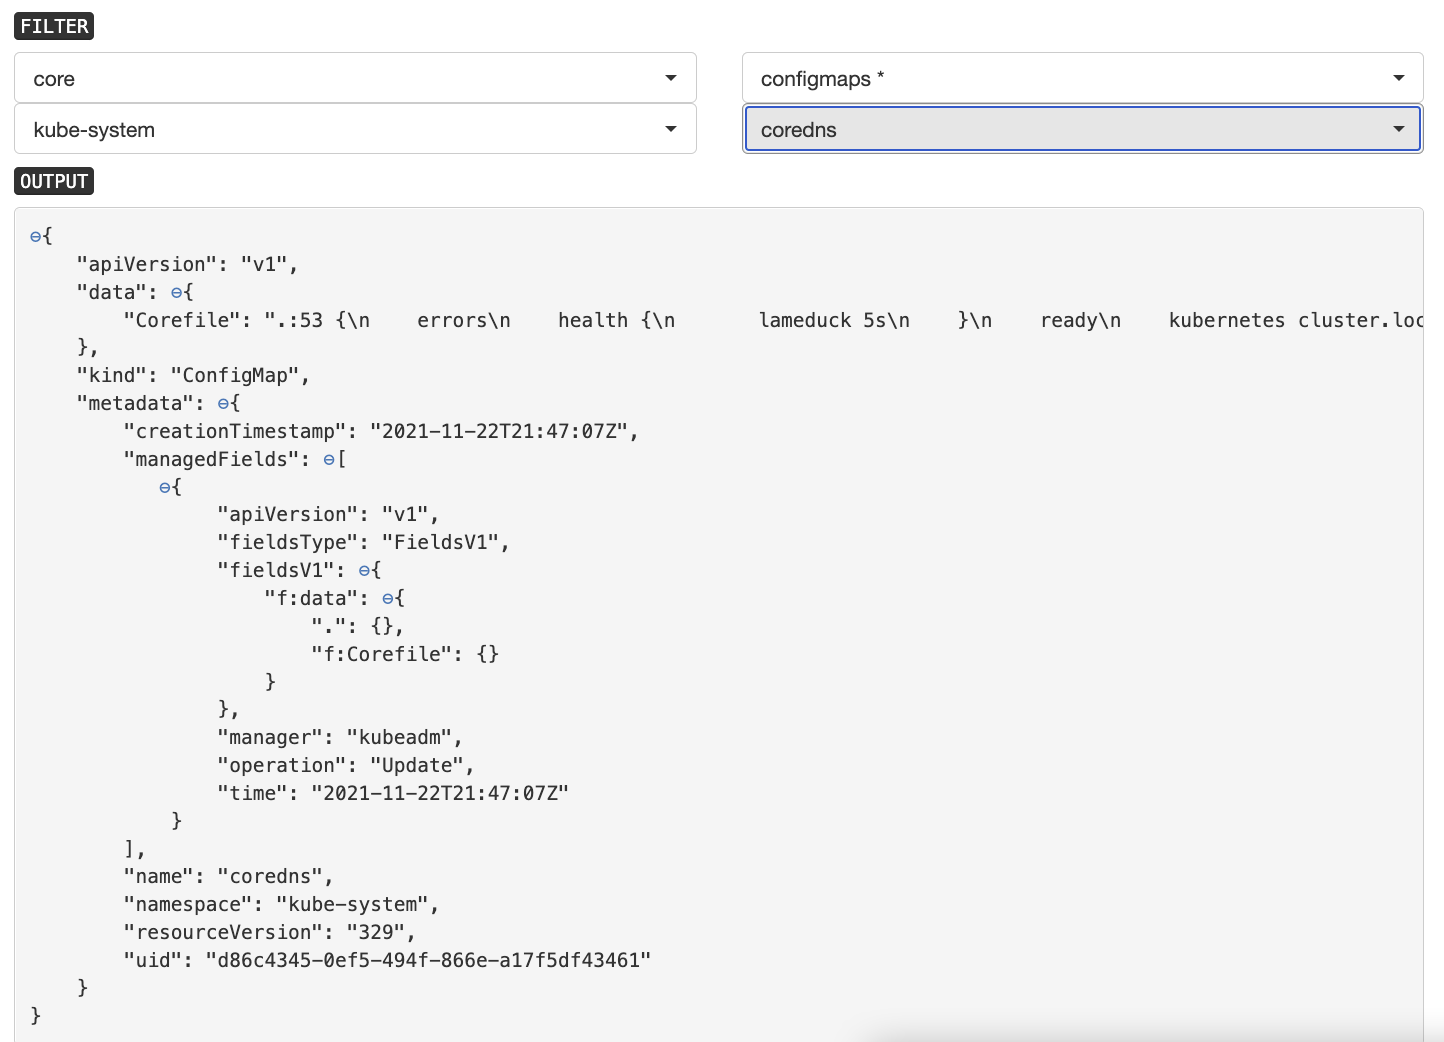 FILTER
core
configmaps *
kube-system
coredns
OUTPUT
⊖{
    "apiVersion": "v1",
    "data": ⊖{
        "Corefile": ".:53 {\n    errors\n    health {\n       lameduck 5s\n    }\n    ready\n    kubernetes cluster.loc
    },
    "kind": "ConfigMap",
    "metadata": ⊖{
        "creationTimestamp": "2021-11-22T21:47:07Z",
        "managedFields": ⊖[
           ⊖{
                "apiVersion": "v1",
                "fieldsType": "FieldsV1",
                "fieldsV1": ⊖{
                    "f:data": ⊖{
                        ".": {},
                        "f:Corefile": {}
                    }
                },
                "manager": "kubeadm",
                "operation": "Update",
                "time": "2021-11-22T21:47:07Z"
            }
        ],
        "name": "coredns",
        "namespace": "kube-system",
        "resourceVersion": "329",
        "uid": "d86c4345-0ef5-494f-866e-a17f5df43461"
    }
}